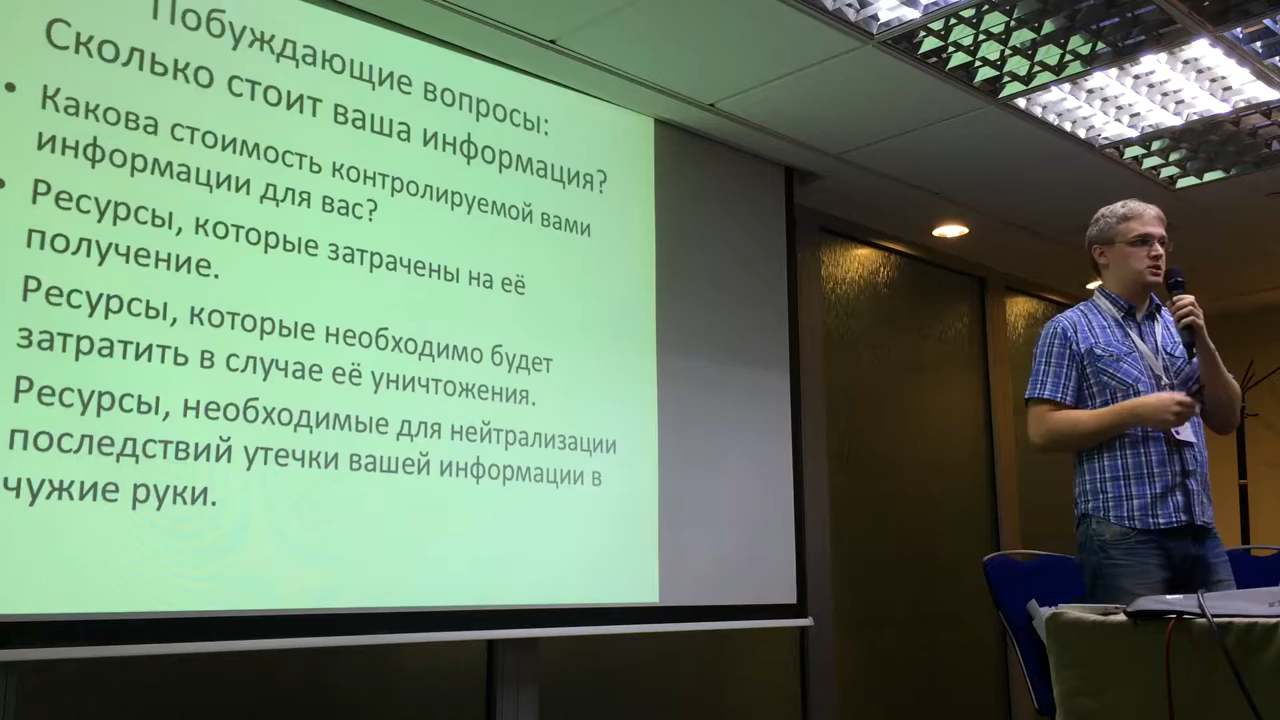 Побуждающие вопросы:
Сколько стоит ваша информация?
• Какова стоимость контролируемой вами
информации для вас?
• Ресурсы, которые затрачены на её
получение.
Ресурсы, которые необходимо будет
затратить в случае её уничтожения.
Ресурсы, необходимые для нейтрализации
последствий утечки вашей информации в
чужие руки.